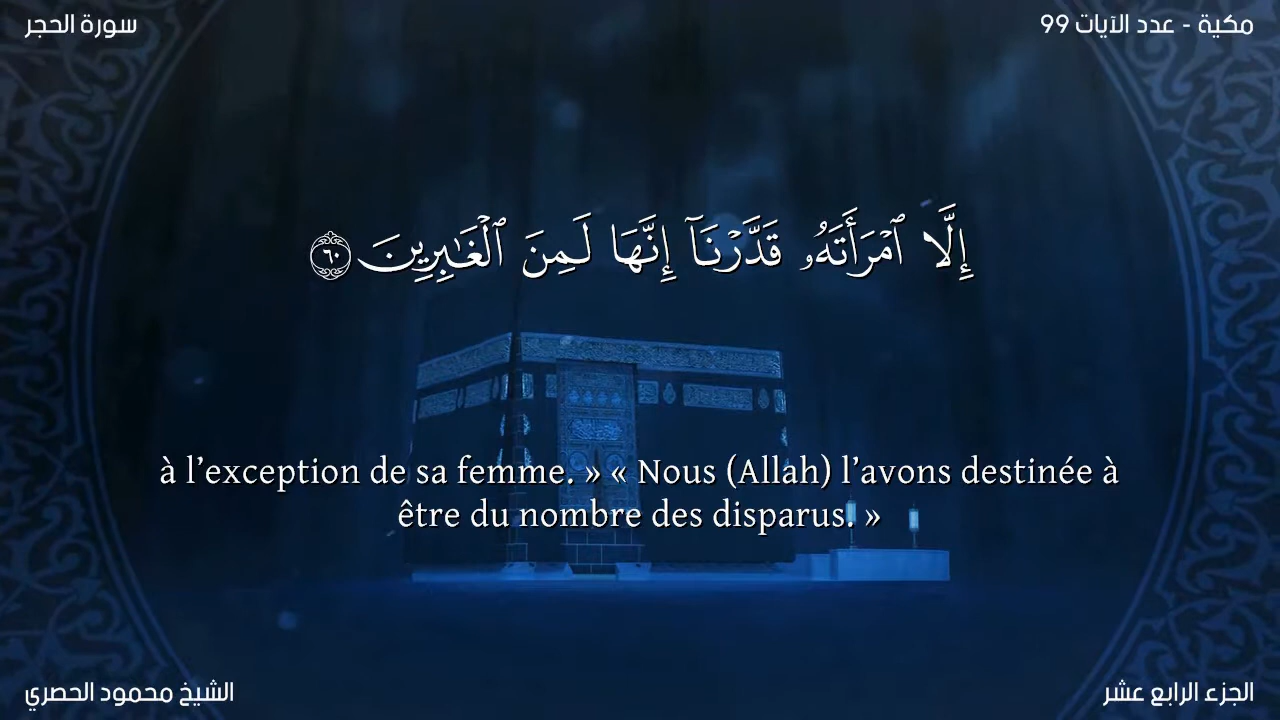 مكية - عدد الآيات 99
سورة الحجر
إِلَّا ٱمْرَأَتَهُۥ قَدَّرْنَآ إِنَّهَا لَمِنَ ٱلْغَـٰبِرِينَ ٦٠
à l’exception de sa femme. » « Nous (Allah) l’avons destinée à
être du nombre des disparus. »
الجزء الرابع عشر
الشيخ محمود الحصري